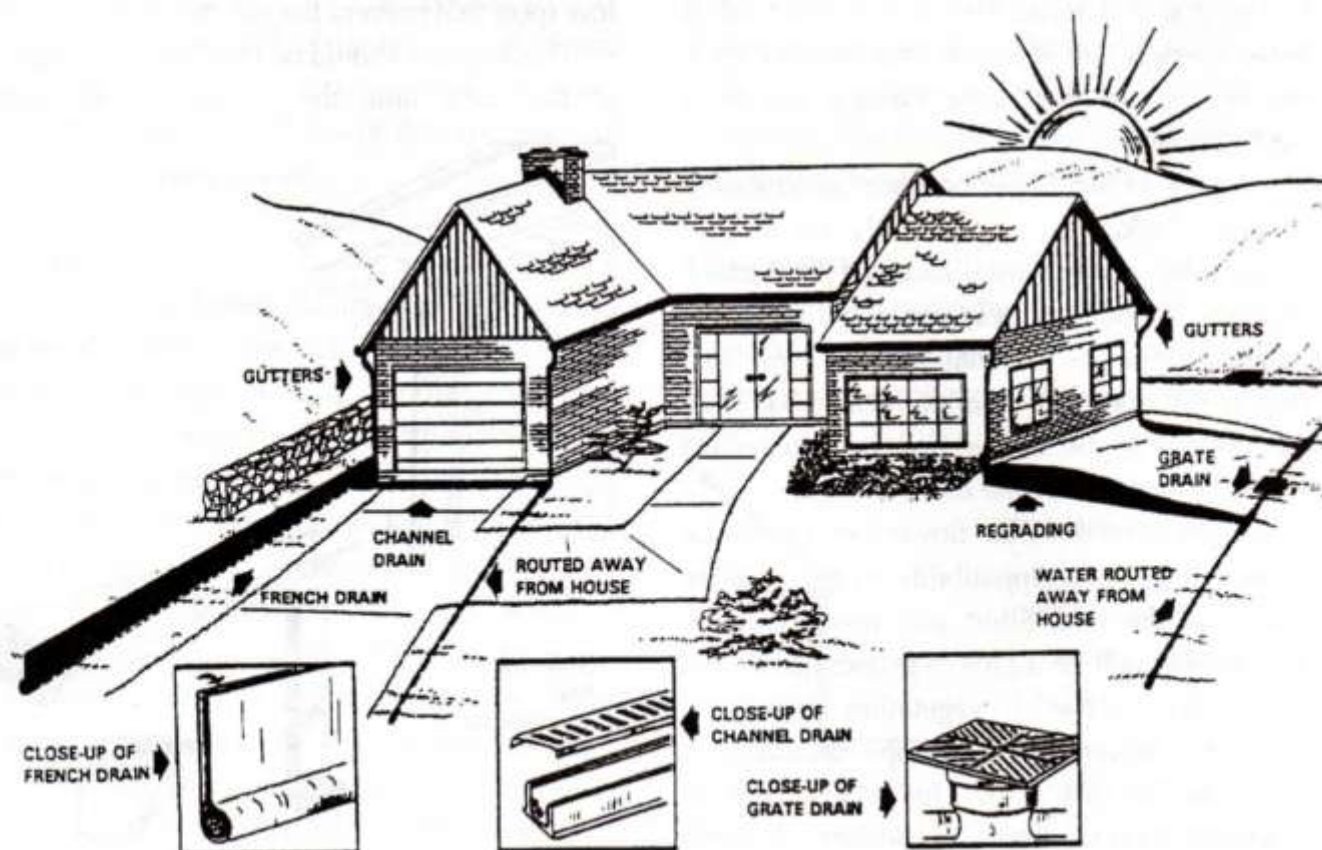 GUTTERS
GUTTERS
GRATE
DRAIN
CHANNEL
DRAIN
REGRADING
ROUTED AWAY
FROM HOUSE
FRENCH DRAIN
WATER ROUTED
AWAY FROM
HOUSE
CLOSE-UP OF
FRENCH DRAIN
CLOSE-UP OF
CHANNEL DRAIN
CLOSE-UP OF
GRATE DRAIN